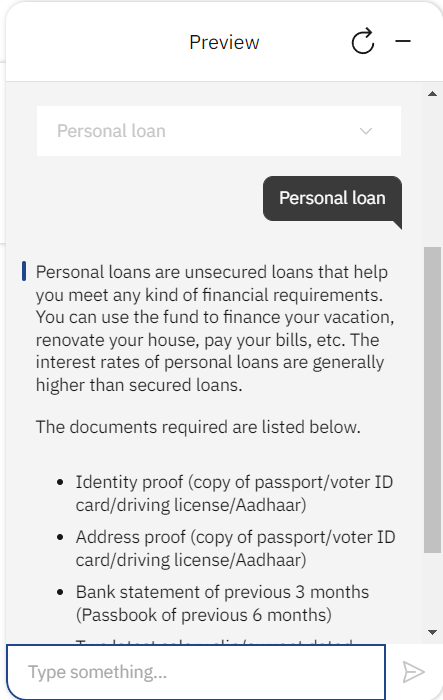 Preview
Personal loan
Personal loan
Personal loans are unsecured loans that help
you meet any kind of financial requirements.
You can use the fund to finance your vacation,
renovate your house, pay your bills, etc. The
interest rates of personal loans are generally
higher than secured loans.
The documents required are listed below.
• Identity proof (copy of passport/voter ID
card/driving license/Aadhaar)
• Address proof (copy of passport/voter ID
card/driving license/Aadhaar)
• Bank statement of previous 3 months
(Passbook of previous 6 months)
Type something...